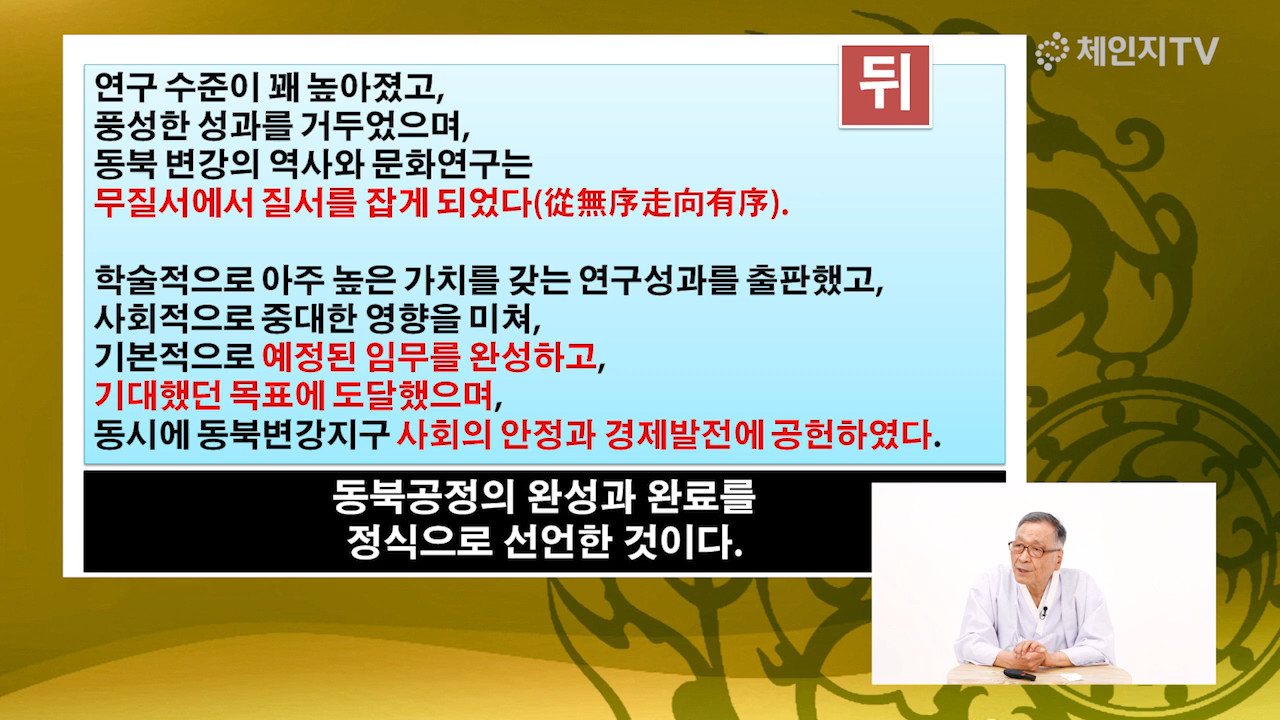 체인지TV
뒤
연구 수준이 꽤 높아졌고,
풍성한 성과를 거두었으며,
동북 변강의 역사와 문화연구는
무질서에서 질서를 잡게 되었다(從無序走向有序).
학술적으로 아주 높은 가치를 갖는 연구성과를 출판했고,
사회적으로 중대한 영향을 미쳐,
기본적으로 예정된 임무를 완성하고,
기대했던 목표에 도달했으며,
동시에 동북변강지구 사회의 안정과 경제발전에 공헌하였다.
동북공정의 완성과 완료를
정식으로 선언한 것이다.